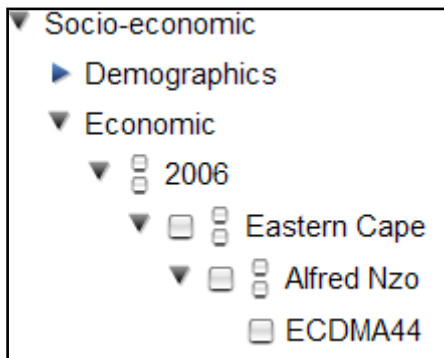 Socio-economic
Demographics
Economic
2006
Eastern Cape
Alfred Nzo
ECDMA44